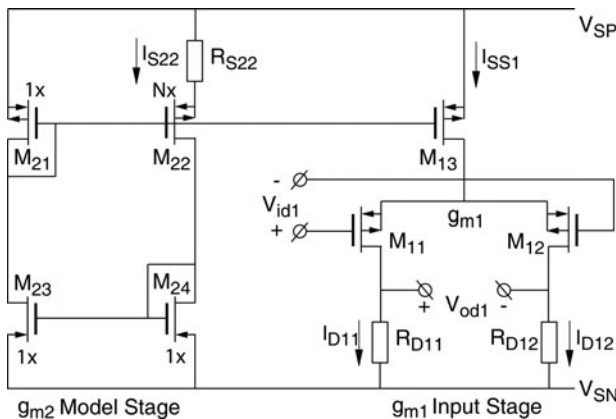 V_SP
I_S22
R_S22
I_SS1
1x
Nx
M_21
M_22
M_13
-
V_id1
+
g_m1
M_11
M_12
M_23
M_24
+
V_od1
-
I_D11
R_D11
R_D12
I_D12
1x
1x
V_SN
g_m2 Model Stage
g_m1 Input Stage